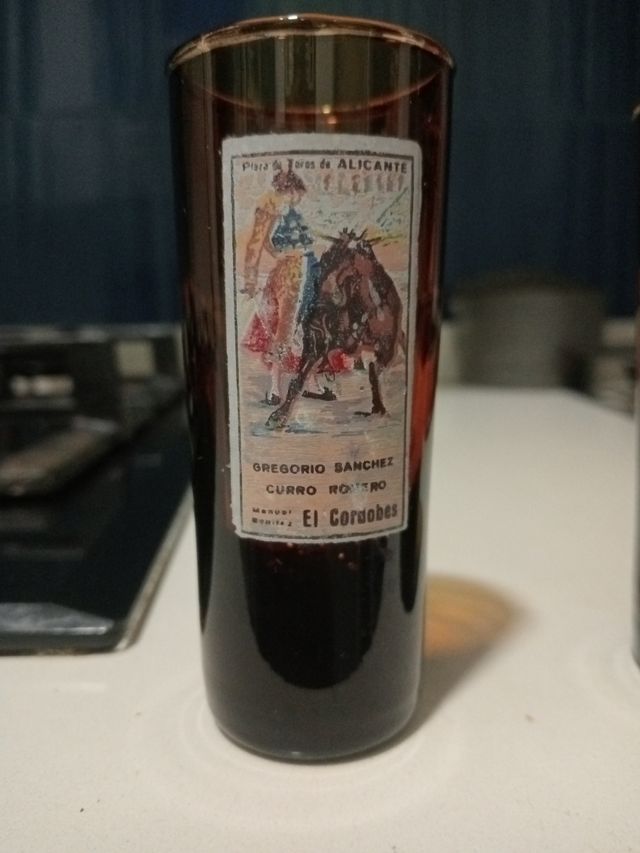 Plaza de Toros de ALICANTE
GREGORIO SANCHEZ
CURRO ROMERO
Manuel
Benitez El Cordobes